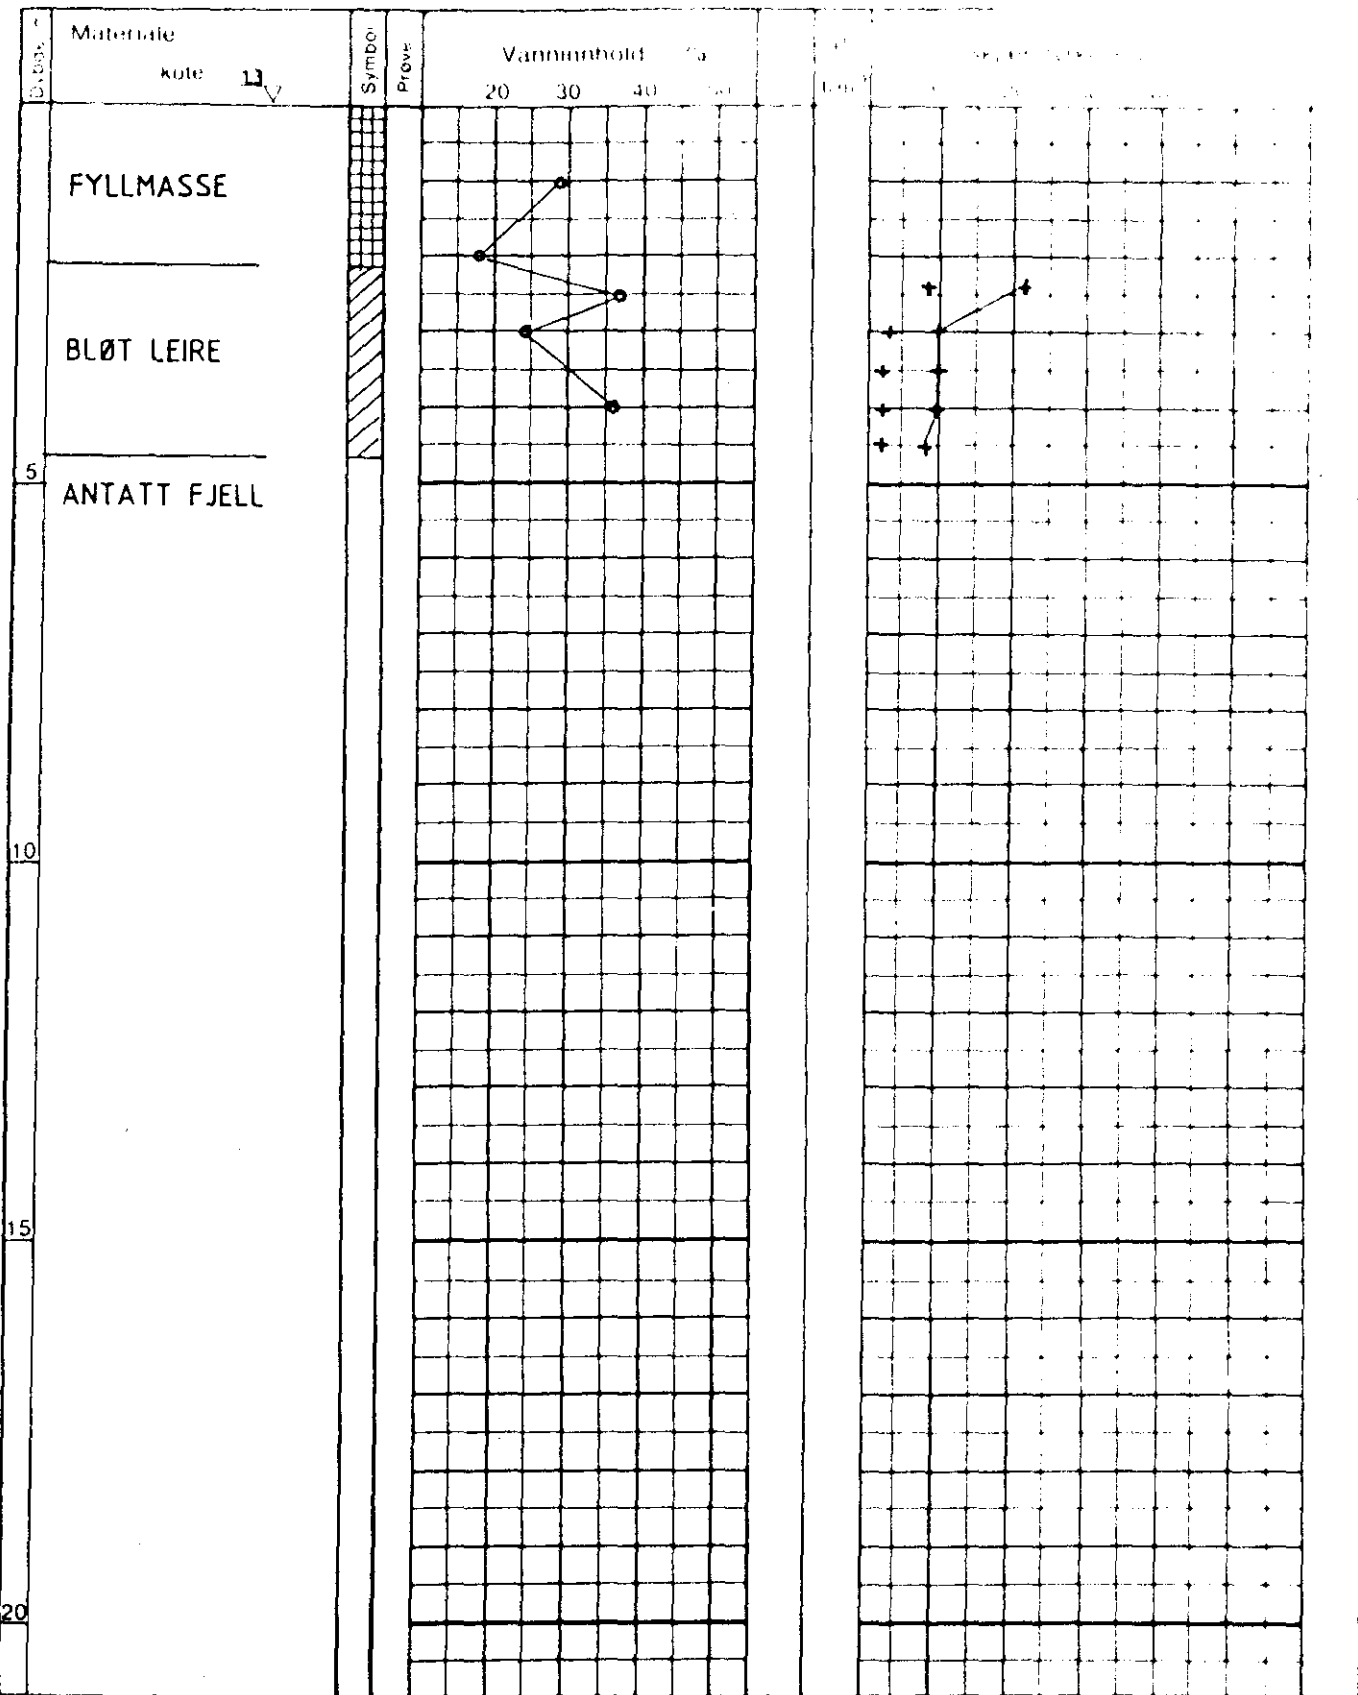 Materiale
kote 13
Symbol
Prøve
Vanninnhold %
20 30 40
FYLLMASSE
BLØT LEIRE
5
ANTATT FJELL
10
15
20